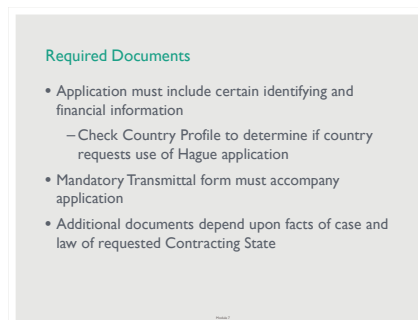 Required Documents
• Application must include certain identifying and
financial information
– Check Country Profile to determine if country
requests use of Hague application
• Mandatory Transmittal form must accompany
application
• Additional documents depend upon facts of case and
law of requested Contracting State